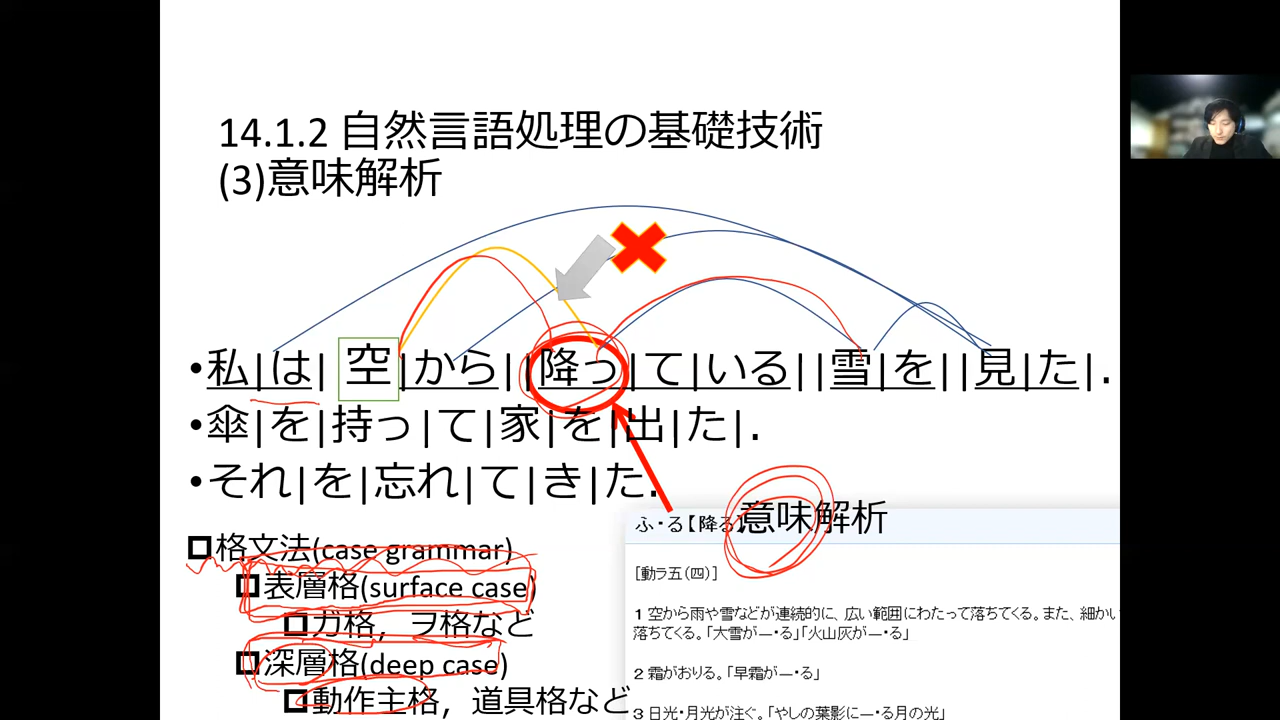 14.1.2 自然言語処理の基礎技術
(3)意味解析
•私|は| 空|から||降っ|て|いる||雪|を||見|た|.
•傘|を|持っ|て|家|を|出|た|.
•それ|を|忘れ|て|き|た.
意味解析
ふ・る【降る】
[動ラ五(四)]
1 空から雨や雪などが連続的に、広い範囲にわたって落ちてくる。また、細かい
落ちてくる。「大雪が―・る」「火山灰が―・る」
2 霜がおりる。「早霜が―・る」
3 日光・月光が注ぐ。「やしの葉影に―・る月の光」
格文法(case grammar)
表層格(surface case)
ガ格，ヲ格など
深層格(deep case)
動作主格，道具格など